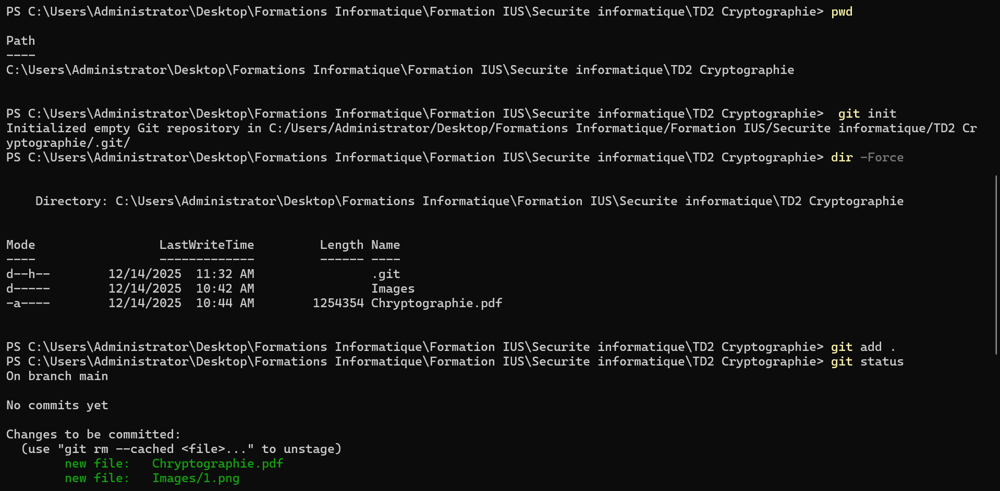 PS C:\Users\Administrator\Desktop\Formations Informatique\Formation IUS\Securite informatique\TD2 Cryptographie> pwd
Path
----
C:\Users\Administrator\Desktop\Formations Informatique\Formation IUS\Securite informatique\TD2 Cryptographie
PS C:\Users\Administrator\Desktop\Formations Informatique\Formation IUS\Securite informatique\TD2 Cryptographie>  git init
Initialized empty Git repository in C:/Users/Administrator/Desktop/Formations Informatique/Formation IUS/Securite informatique/TD2 Cr
yptographie/.git/
PS C:\Users\Administrator\Desktop\Formations Informatique\Formation IUS\Securite informatique\TD2 Cryptographie> dir -Force
    Directory: C:\Users\Administrator\Desktop\Formations Informatique\Formation IUS\Securite informatique\TD2 Cryptographie
Mode                 LastWriteTime         Length Name
----                 -------------         ------ ----
d--h--        12/14/2025  11:32 AM                .git
d-----        12/14/2025  10:42 AM                Images
-a----        12/14/2025  10:44 AM        1254354 Chryptographie.pdf
PS C:\Users\Administrator\Desktop\Formations Informatique\Formation IUS\Securite informatique\TD2 Cryptographie> git add .
PS C:\Users\Administrator\Desktop\Formations Informatique\Formation IUS\Securite informatique\TD2 Cryptographie> git status
On branch main
No commits yet
Changes to be committed:
  (use "git rm --cached <file>..." to unstage)
        new file:   Chryptographie.pdf
        new file:   Images/1.png